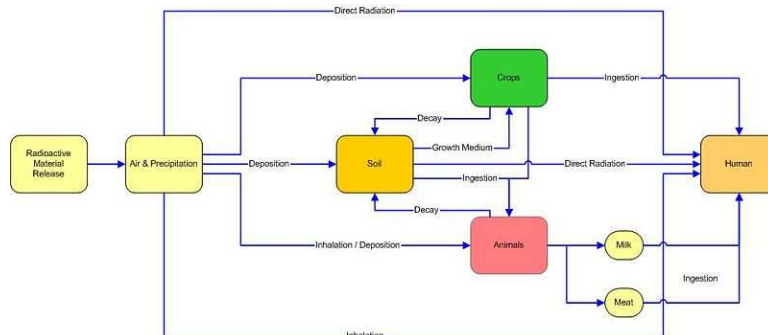 Direct Radiation
Crops
Deposition
Ingestion
Decay
Radioactive
Material
Release
Air & Precipitation
Deposition
Soil
Growth Medium
Direct Radiation
Human
Ingestion
Decay
Inhalation / Deposition
Animals
Milk
Ingestion
Meat
Inhalation